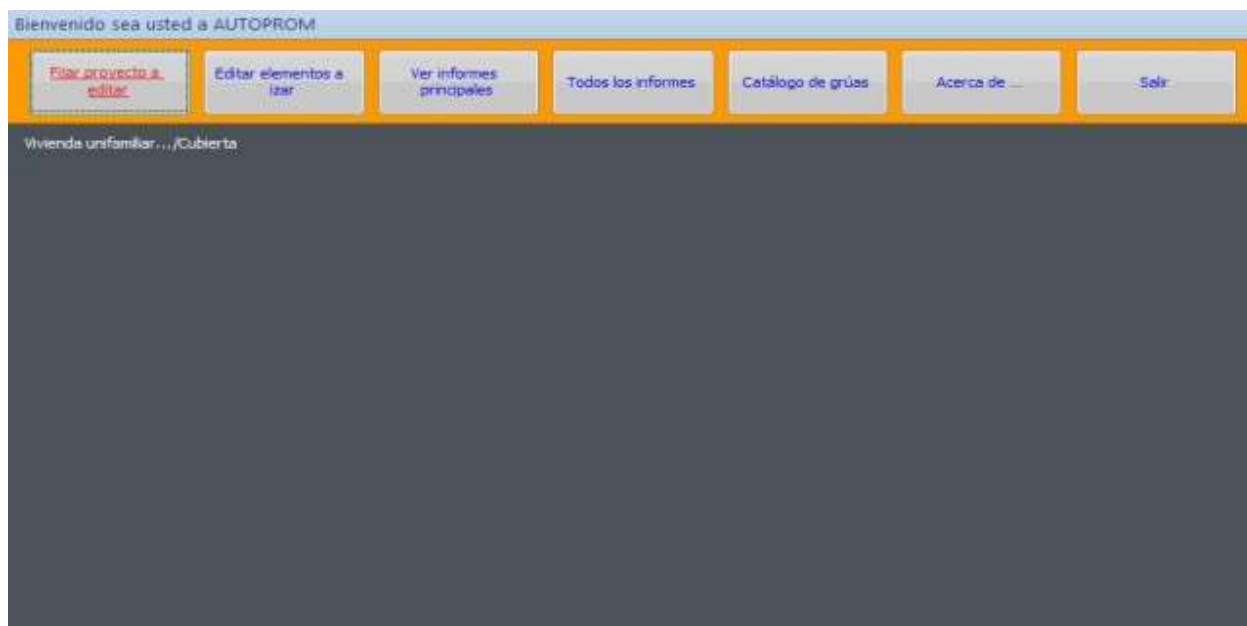 Bienvenido sea usted a AUTOPROM
Fijar proyecto a
editar
Editar elementos a
izar
Ver informes
principales
Todos los informes
Catálogo de grúas
Acerca de ...
Salir
Vivienda unifamiliar.../Cubierta